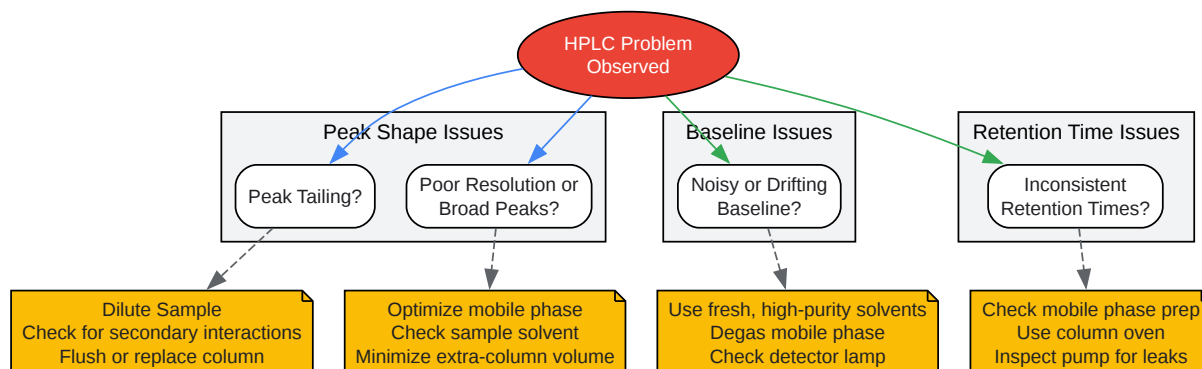 HPLC Problem
Observed
Peak Shape Issues
Baseline Issues
Retention Time Issues
Peak Tailing?
Poor Resolution or
Broad Peaks?
Noisy or Drifting
Baseline?
Inconsistent
Retention Times?
Dilute Sample
Check for secondary interactions
Flush or replace column
Optimize mobile phase
Check sample solvent
Minimize extra-column volume
Use fresh, high-purity solvents
Degas mobile phase
Check detector lamp
Check mobile phase prep
Use column oven
Inspect pump for leaks